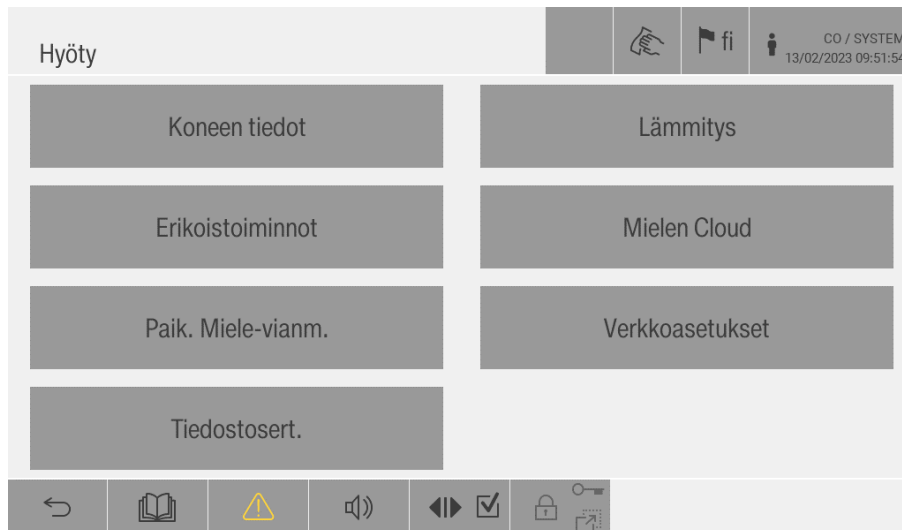 Hyöty
fi
CO / SYSTEM
13/02/2023 09:51:54
Koneen tiedot
Lämmitys
Erikoistoiminnot
Mielen Cloud
Paik. Miele-vianm.
Verkkoasetukset
Tiedostosert.